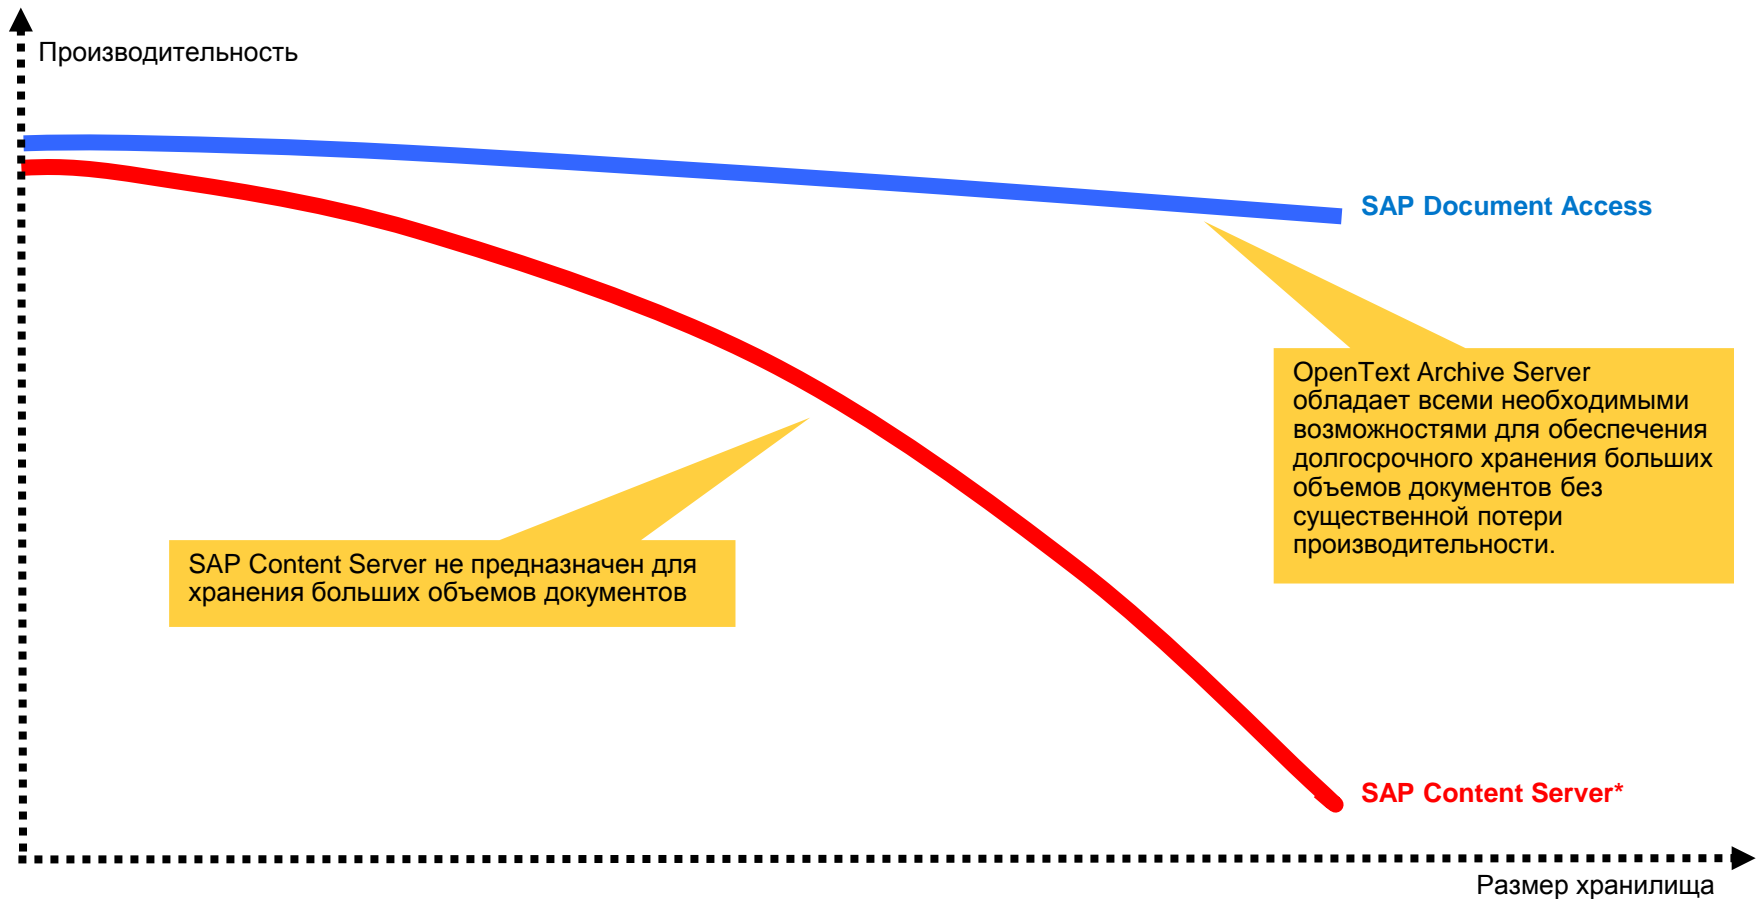 Производительность
SAP Document Access
OpenText Archive Server
обладает всеми необходимыми
возможностями для обеспечения
долгосрочного хранения больших
объемов документов без
существенной потери
производительности.
SAP Content Server не предназначен для
хранения больших объемов документов
SAP Content Server*
Размер хранилища